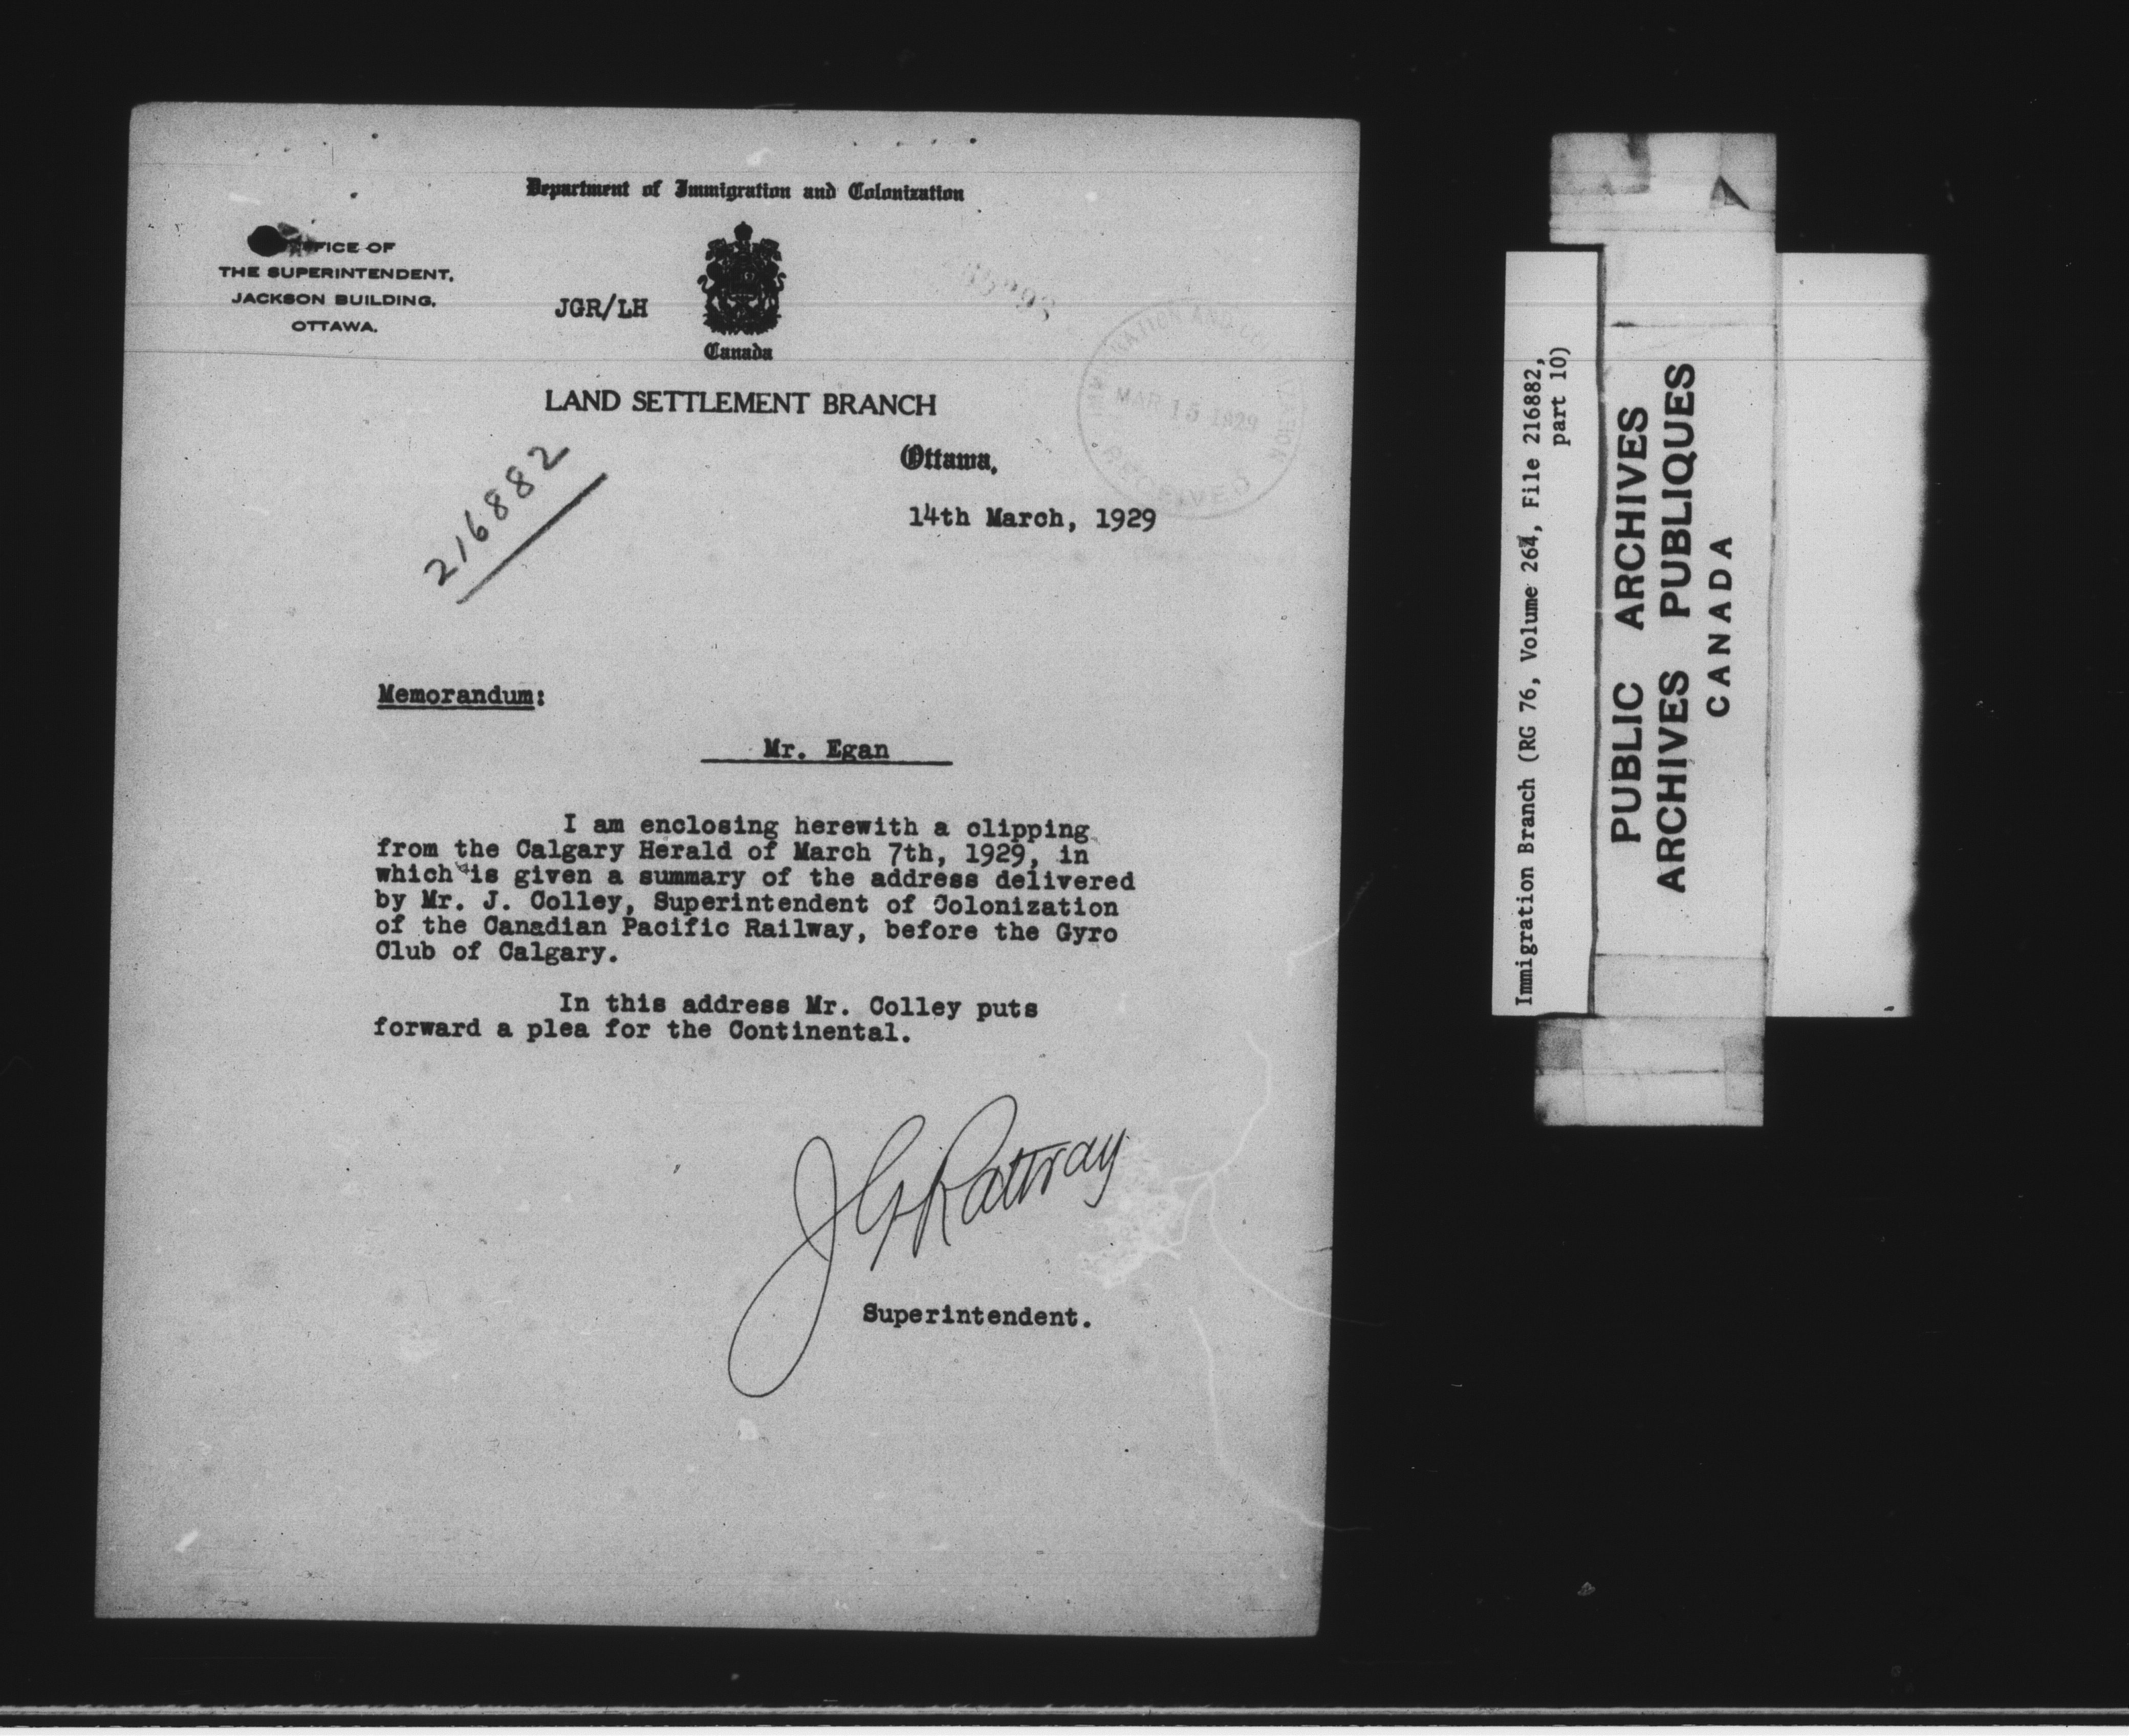 Department of Immigration and Colonization
OFFICE OF
THE SUPERINTENDENT,
JACKSON BUILDING,
OTTAWA.
JGR/LH
Canada
LAND SETTLEMENT BRANCH
IMMIGRATION AND COLONIZATION
MAR 15 1929
RECEIVED
216882
Ottawa,
14th March, 1929
Memorandum:
Mr. Egan
I am enclosing herewith a clipping
from the Calgary Herald of March 7th, 1929, in
which is given a summary of the address delivered
by Mr. J. Colley, Superintendent of Colonization
of the Canadian Pacific Railway, before the Gyro
Club of Calgary.
In this address Mr. Colley puts
forward a plea for the Continental.
JGRattray
Superintendent.
Immigration Branch (RG 76, Volume 264, File 216882,
part 10)
PUBLIC ARCHIVES
ARCHIVES PUBLIQUES
CANADA